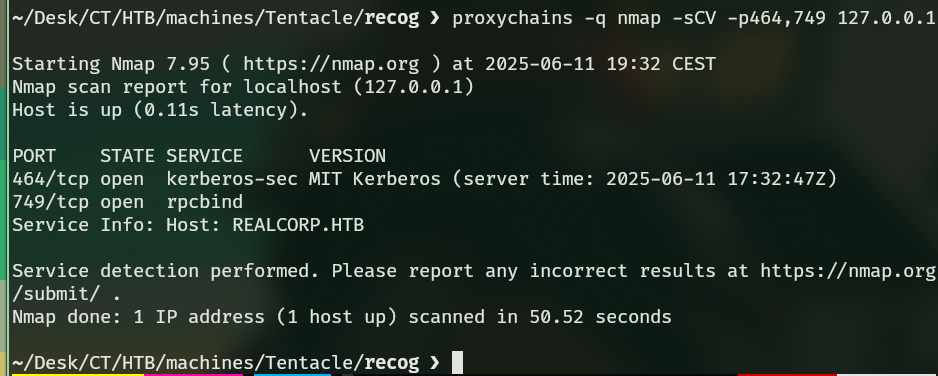 ~/Desk/CT/HTB/machines/Tentacle/recog ❯ proxychains -q nmap -sCV -p464,749 127.0.0.1
Starting Nmap 7.95 ( https://nmap.org ) at 2025-06-11 19:32 CEST
Nmap scan report for localhost (127.0.0.1)
Host is up (0.11s latency).
PORT    STATE SERVICE      VERSION
464/tcp open  kerberos-sec MIT Kerberos (server time: 2025-06-11 17:32:47Z)
749/tcp open  rpcbind
Service Info: Host: REALCORP.HTB
Service detection performed. Please report any incorrect results at https://nmap.org
/submit/ .
Nmap done: 1 IP address (1 host up) scanned in 50.52 seconds
~/Desk/CT/HTB/machines/Tentacle/recog ❯